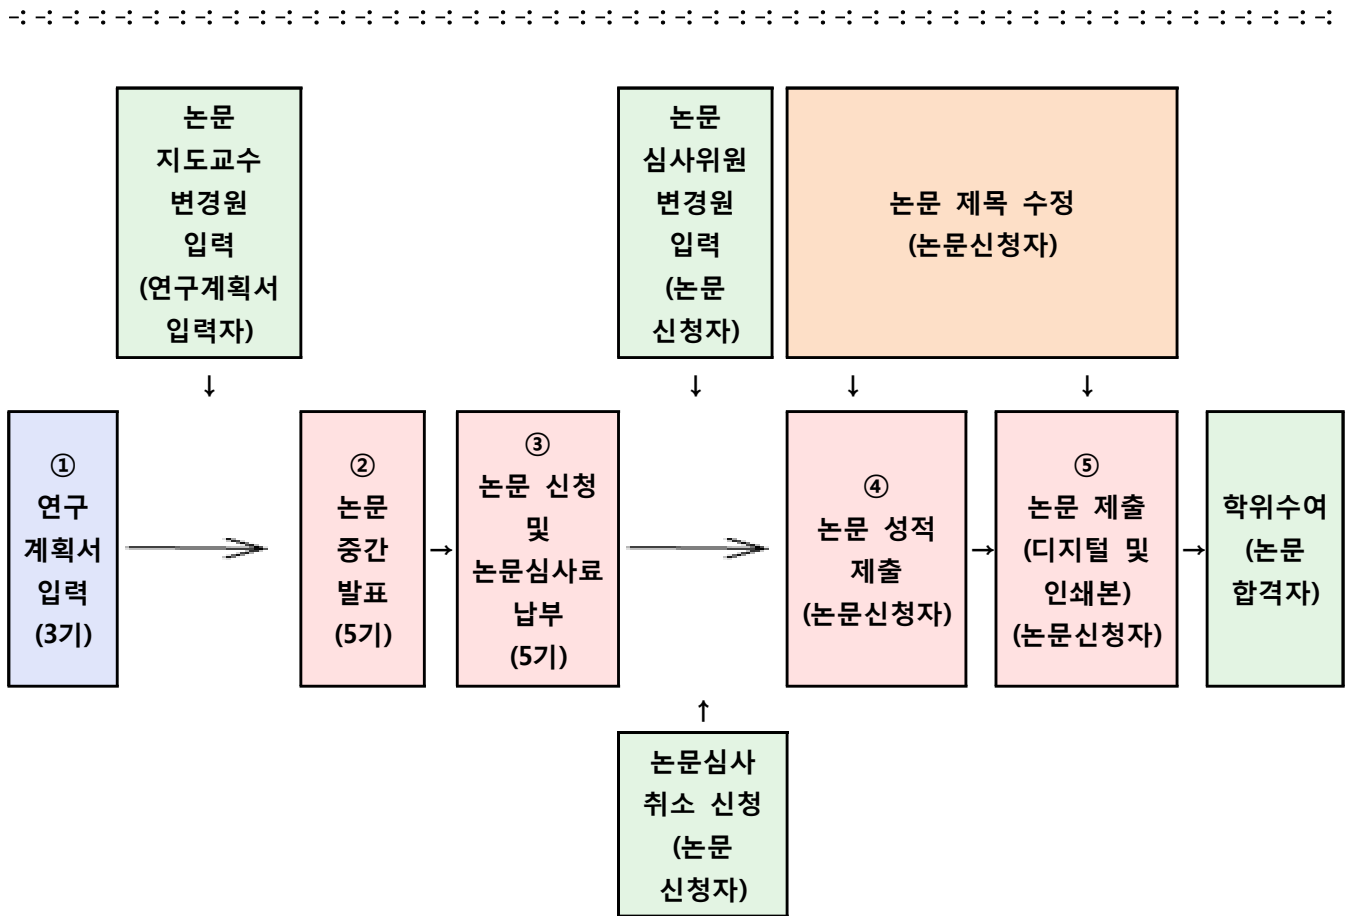 논문
지도교수
변경원
입력
(연구계획서
입력자)
논문
심사위원
변경원
입력
(논문
신청자)
논문 제목 수정
(논문신청자)
↓
↓
↓
↓
①
연구
계획서
입력
(3기)
②
논문
중간
발표
(5기)
→
③
논문 신청
및
논문심사료
납부
(5기)
④
논문 성적
제출
(논문신청자)
→
⑤
논문 제출
(디지털 및
인쇄본)
(논문신청자)
→
학위수여
(논문
합격자)
↑
논문심사
취소 신청
(논문
신청자)